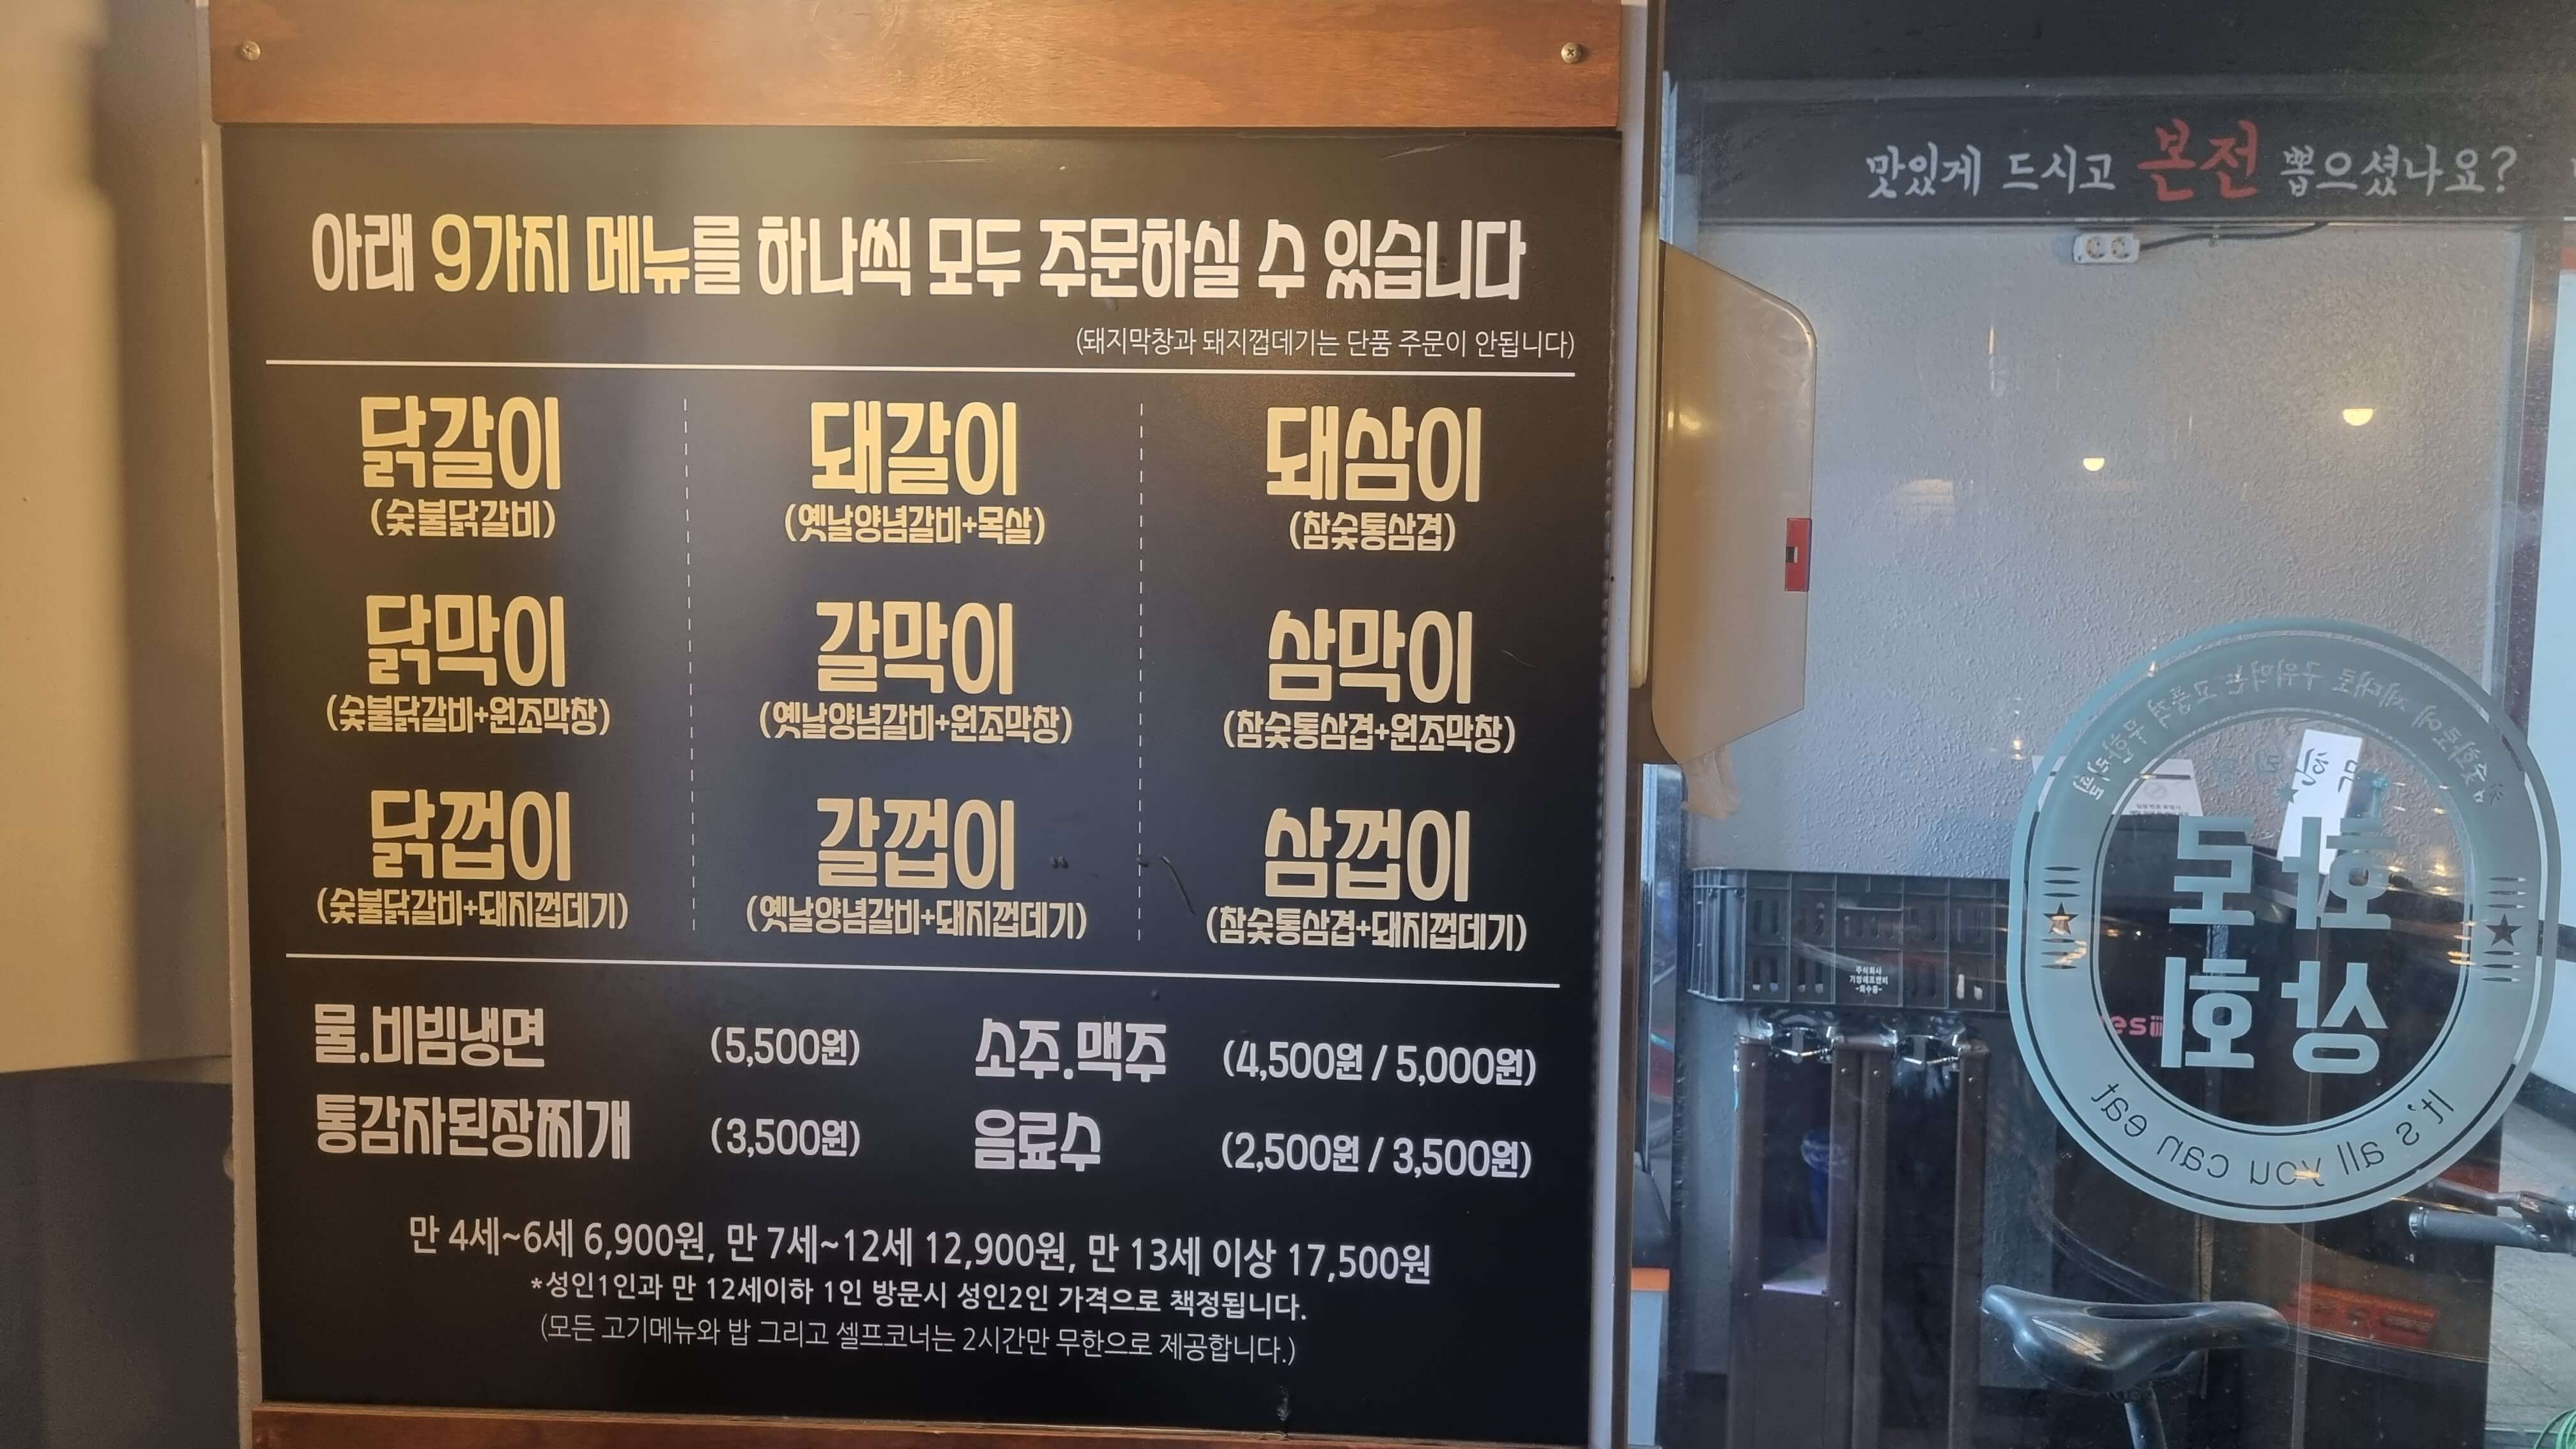 아래 9가지 메뉴를 하나씩 모두 주문하실 수 있습니다
(돼지막창과 돼지껍데기는 단품 주문이 안됩니다)
닭갈이
(숯불닭갈비)
돼갈이
(옛날양념갈비+목살)
돼삼이
(참숯통삼겹)
닭막이
(숯불닭갈비+원조막창)
갈막이
(옛날양념갈비+원조막창)
삼막이
(참숯통삼겹+원조막창)
닭껍이
(숯불닭갈비+돼지껍데기)
갈껍이
(옛날양념갈비+돼지껍데기)
삼껍이
(참숯통삼겹+돼지껍데기)
물.비빔냉면 (5,500원)
소주.맥주 (4,500원 / 5,000원)
통감자된장찌개 (3,500원)
음료수 (2,500원 / 3,500원)
만 4세~6세 6,900원, 만 7세~12세 12,900원, 만 13세 이상 17,500원
*성인1인과 만 12세이하 1인 방문시 성인2인 가격으로 책정됩니다.
(모든 고기메뉴와 밥 그리고 셀프코너는 2시간만 무한으로 제공합니다.)
맛있게 드시고 본전 뽑으셨나요?
화로
상회
It's all you can eat
주식회사